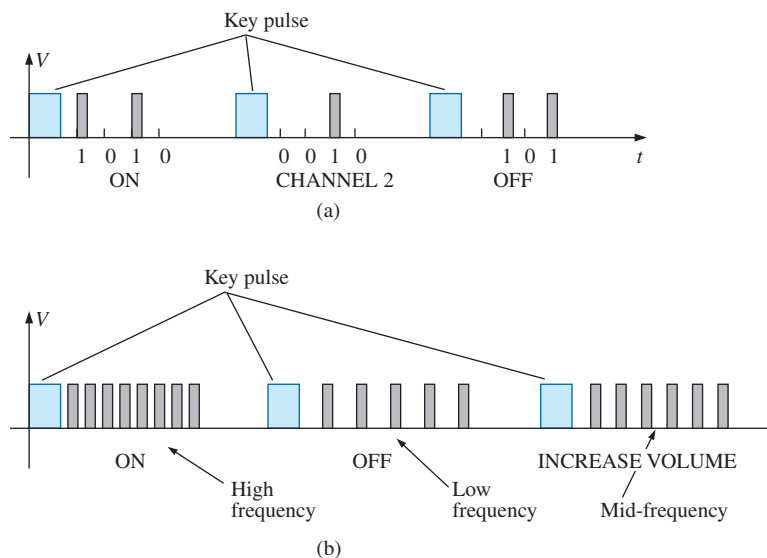 Key pulse
V
1 0 1 0 0 0 1 0 1 0 1 t
ON CHANNEL 2 OFF
(a)
Key pulse
V
ON OFF INCREASE VOLUME
High
frequency
Low
frequency
Mid-frequency
(b)